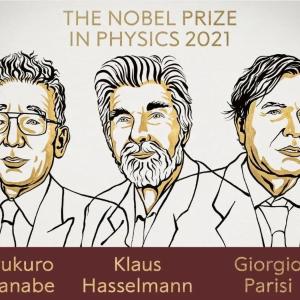 THE NOBEL PRIZE
IN PHYSICS 2021
ukuro
anabe
Klaus
Hasselmann
Giorgio
Parisi